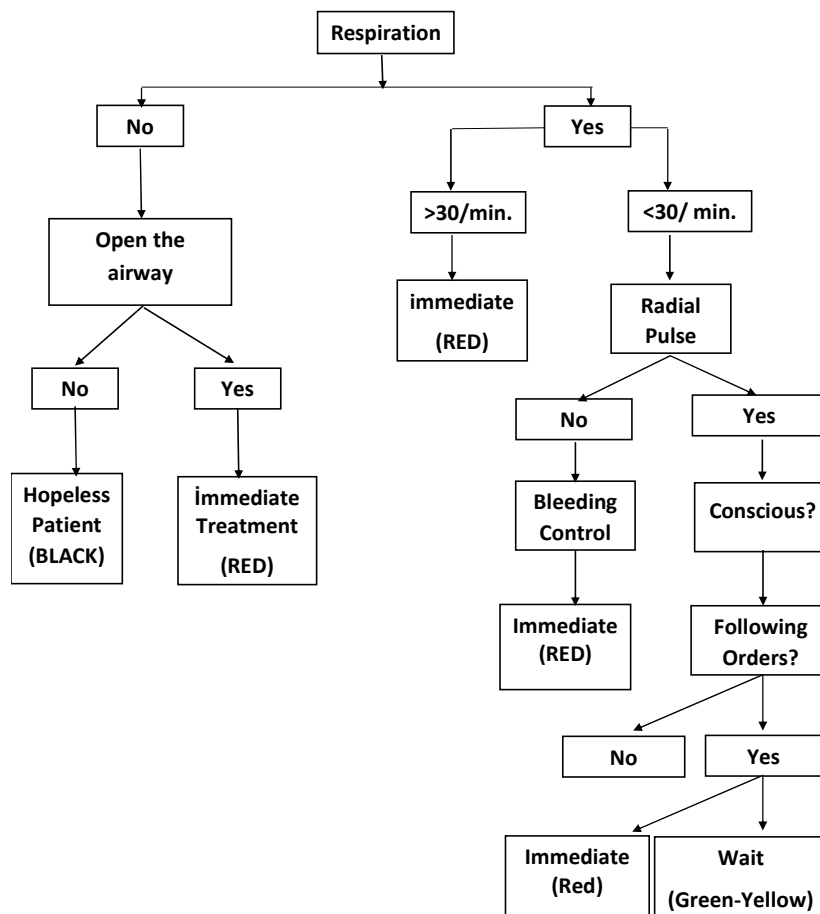 Respiration
No
Yes
>30/min.
<30/ min.
Open the
airway
immediate
(RED)
Radial
Pulse
No
Yes
No
Yes
Hopeless
Patient
(BLACK)
İmmediate
Treatment
(RED)
Bleeding
Control
Conscious?
Immediate
(RED)
Following
Orders?
No
Yes
Immediate
(Red)
Wait
(Green-Yellow)